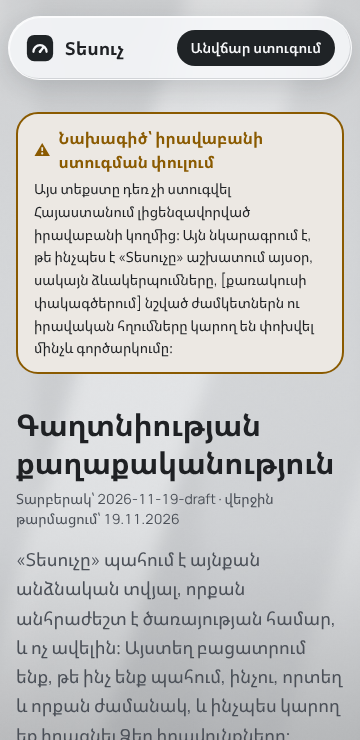 Տեսուչ
Անվճար ստուգում
Նախագիծ՝ իրավաբանի
ստուգման փուլում
Այս տեքստը դեռ չի ստուգվել
Հայաստանում լիցենզավորված
իրավաբանի կողմից։ Այն նկարագրում է,
թե ինչպես է «Տեսուչը» աշխատում այսօր,
սակայն ձևակերպումները, [քառակուսի
փակագծերում] նշված ժամկետներն ու
իրավական հղումները կարող են փոխվել
մինչև գործարկումը։
Գաղտնիության
քաղաքականություն
Տարբերակ՝ 2026-11-19-draft · վերջին
թարմացում՝ 19.11.2026
«Տեսուչը» պահում է այնքան
անձնական տվյալ, որքան
անհրաժեշտ է ծառայության համար,
և ոչ ավելին։ Այստեղ բացատրում
ենք, թե ինչ ենք պահում, ինչու, որտեղ
և որքան ժամանակ, և ինչպես կարող
եք իրացնել Ձեր իրավունքները։